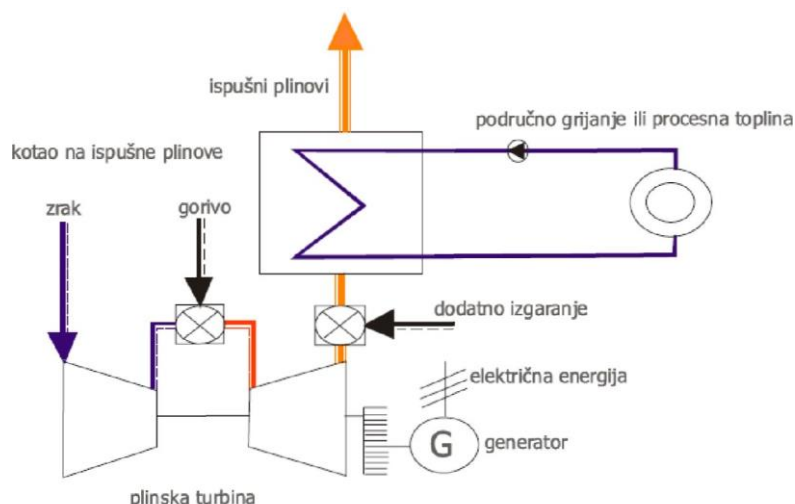 ispušni plinovi
područno grijanje ili procesna toplina
kotao na ispušne plinove
zrak
gorivo
dodatno izgaranje
električna energija
G
generator
plinska turbina